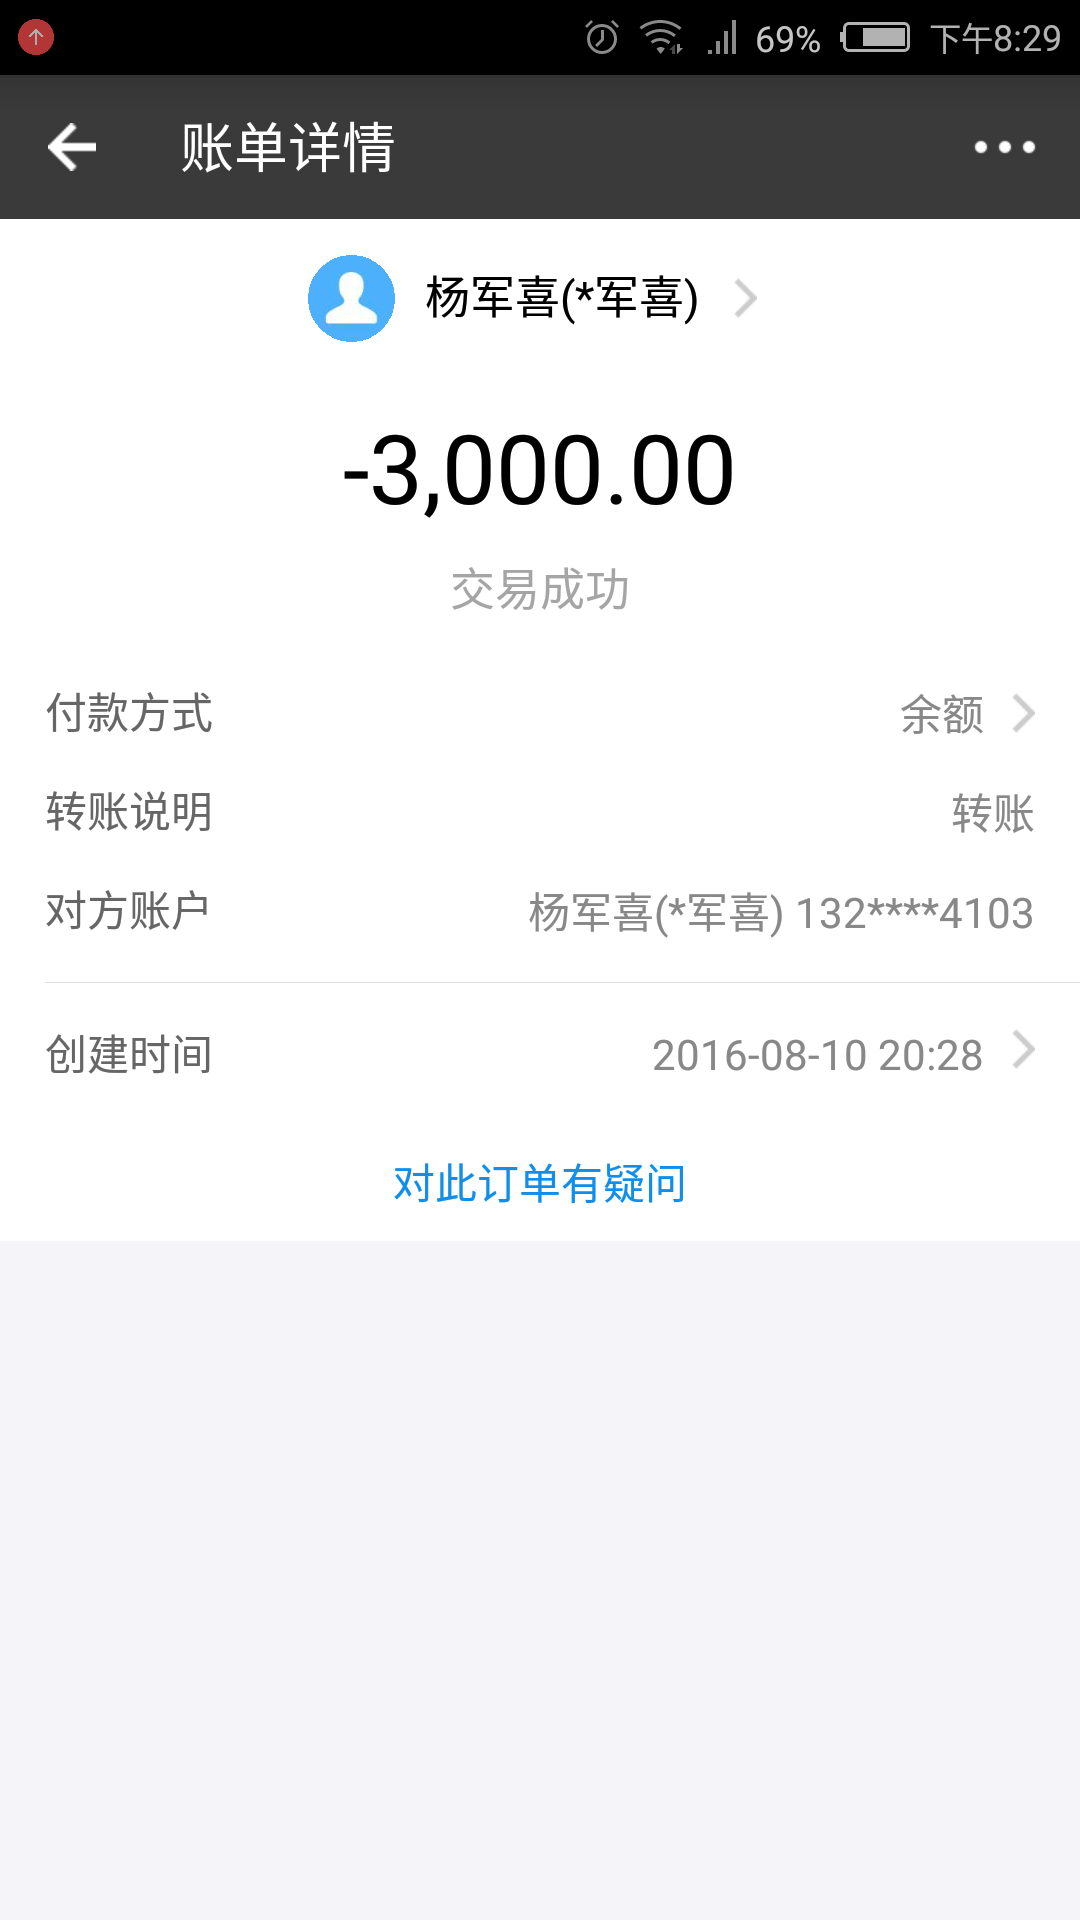 69% 下午8:29
账单详情
杨军喜(*军喜)
-3,000.00
交易成功
付款方式 余额
转账说明 转账
对方账户 杨军喜(*军喜) 132****4103
创建时间 2016-08-10 20:28
对此订单有疑问